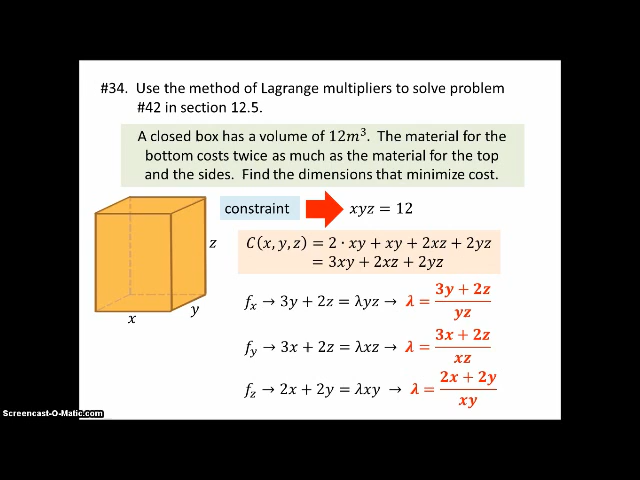 #34. Use the method of Lagrange multipliers to solve problem
#42 in section 12.5.
A closed box has a volume of 12m³. The material for the
bottom costs twice as much as the material for the top
and the sides. Find the dimensions that minimize cost.
constraint xyz = 12
z
C(x, y, z) = 2 · xy + xy + 2xz + 2yz
= 3xy + 2xz + 2yz
fₓ → 3y + 2z = λyz → λ = (3y + 2z)/(yz)
y
x
f_y → 3x + 2z = λxz → λ = (3x + 2z)/(xz)
f_z → 2x + 2y = λxy → λ = (2x + 2y)/(xy)
Screencast-O-Matic.com